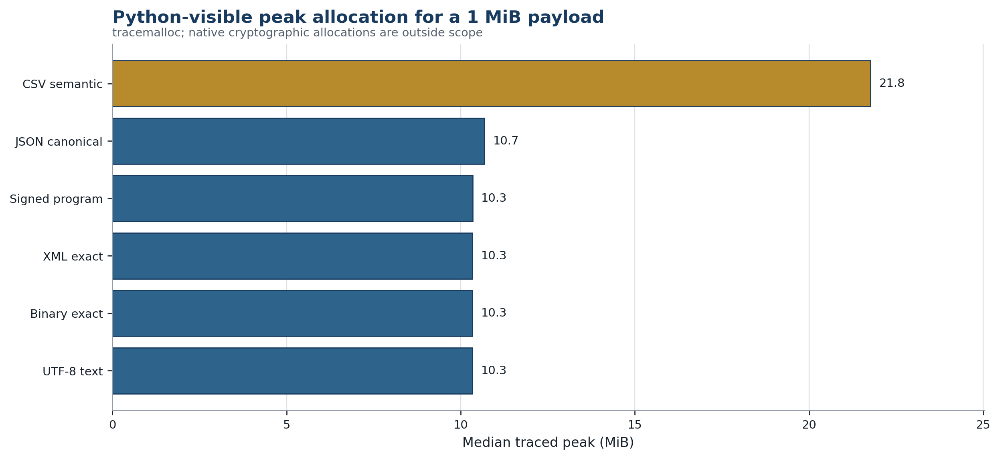 Python-visible peak allocation for a 1 MiB payload
tracemalloc; native cryptographic allocations are outside scope
CSV semantic 21.8
JSON canonical 10.7
Signed program 10.3
XML exact 10.3
Binary exact 10.3
UTF-8 text 10.3
0 5 10 15 20 25
Median traced peak (MiB)